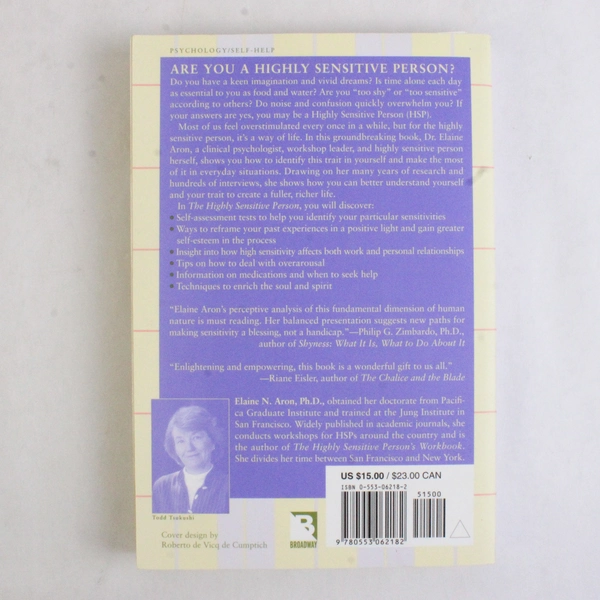 PSYCHOLOGY/SELF-HELP
ARE YOU A HIGHLY SENSITIVE PERSON?
Do you have a keen imagination and vivid dreams? Is time alone each day
as essential to you as food and water? Are you “too shy” or “too sensitive”
according to others? Do noise and confusion quickly overwhelm you? If
your answers are yes, you may be a Highly Sensitive Person (HSP).
Most of us feel overstimulated every once in a while, but for the highly
sensitive person, it’s a way of life. In this groundbreaking book, Dr. Elaine
Aron, a clinical psychologist, workshop leader, and highly sensitive person
herself, shows you how to identify this trait in yourself and make the most
of it in everyday situations. Drawing on her many years of research and
hundreds of interviews, she shows how you can better understand yourself
and your trait to create a fuller, richer life.
In The Highly Sensitive Person, you will discover:
• Self-assessment tests to help you identify your particular sensitivities
• Ways to reframe your past experiences in a positive light and gain greater
self-esteem in the process
• Insight into how high sensitivity affects both work and personal relationships
• Tips on how to deal with overarousal
• Information on medications and when to seek help
• Techniques to enrich the soul and spirit
“Elaine Aron’s perceptive analysis of this fundamental dimension of human
nature is must reading. Her balanced presentation suggests new paths for
making sensitivity a blessing, not a handicap.”—Philip G. Zimbardo, Ph.D.,
author of Shyness: What It Is, What to Do About It
“Enlightening and empowering, this book is a wonderful gift to us all.”
—Riane Eisler, author of The Chalice and the Blade
Elaine N. Aron, Ph.D., obtained her doctorate from Pacifi-
ca Graduate Institute and trained at the Jung Institute in
San Francisco. Widely published in academic journals, she
conducts workshops for HSPs around the country and is
the author of The Highly Sensitive Person’s Workbook.
She divides her time between San Francisco and New York.
Todd Tsukushi
Cover design by
Roberto de Vicq de Cumptich
B
BROADWAY
US $15.00 / $23.00 CAN
ISBN 0-553-06218-2
51500
9 780553 062182